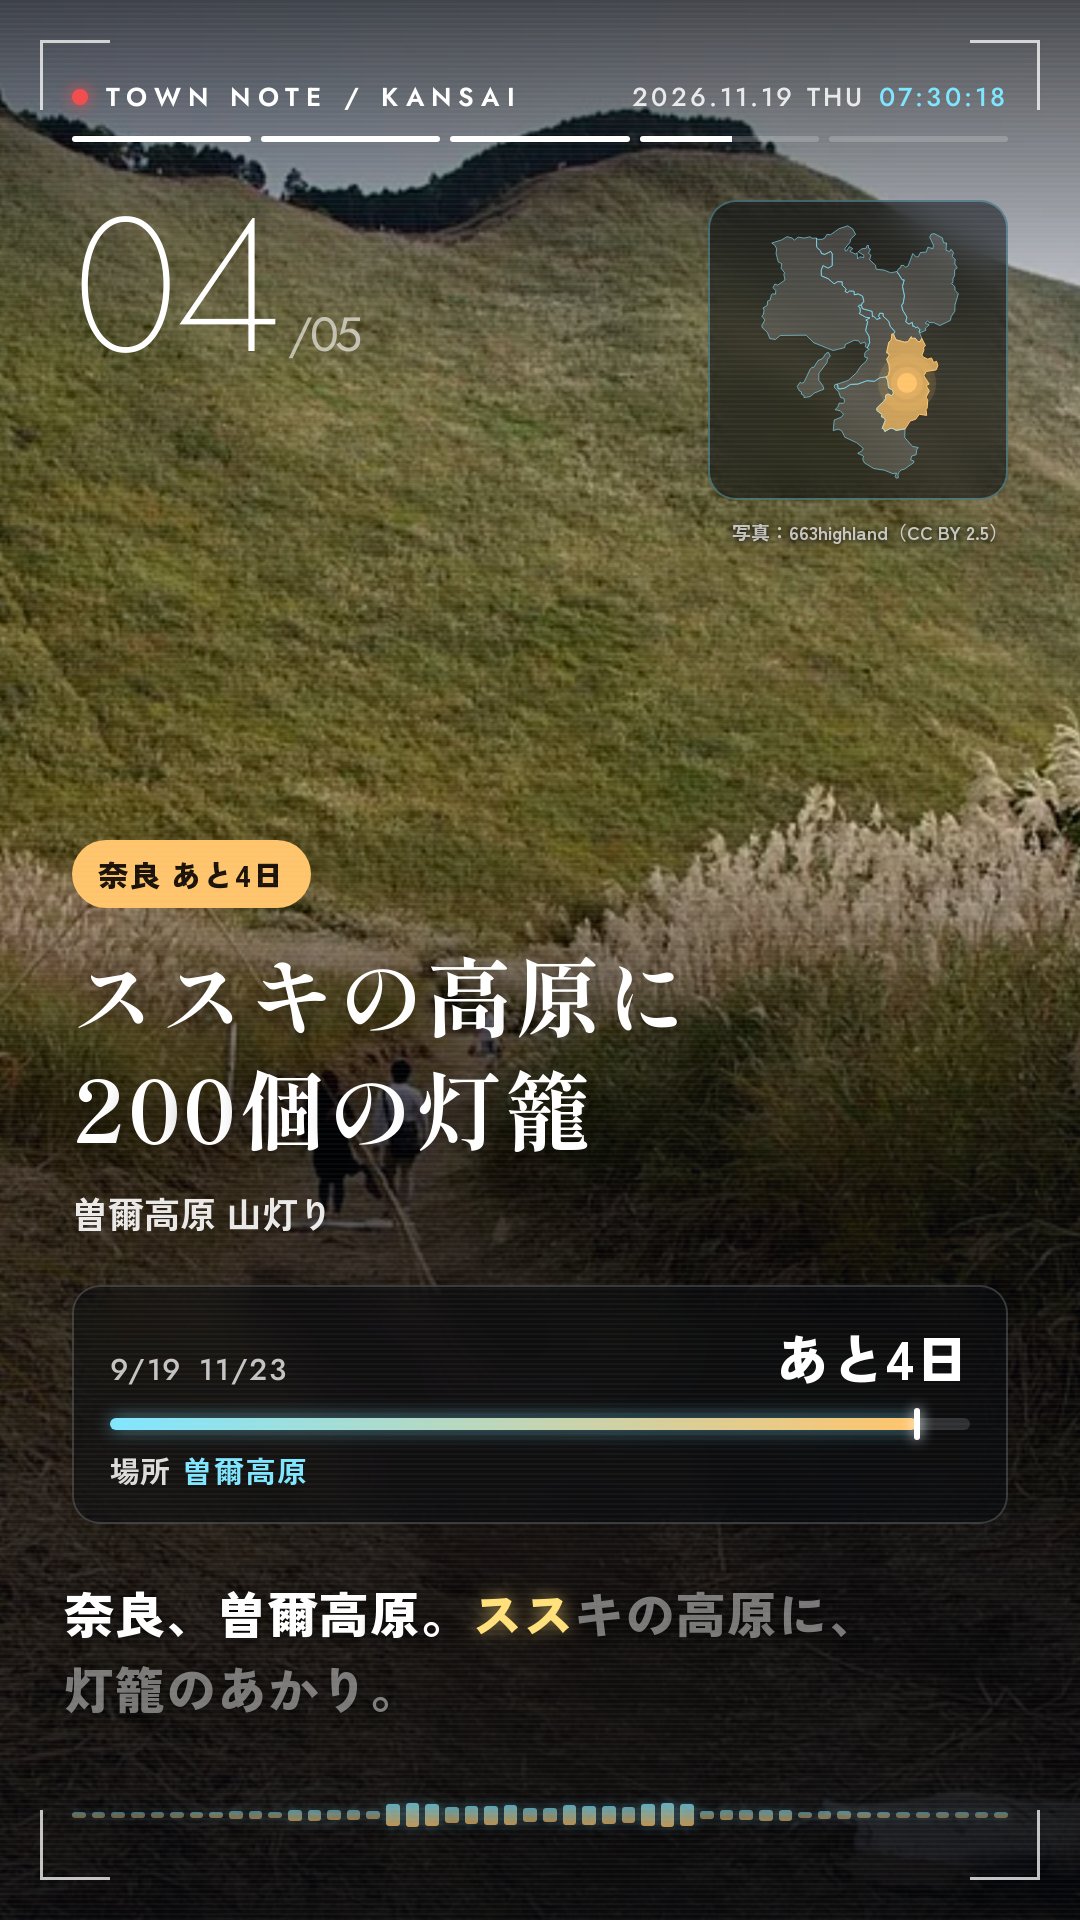 TOWN NOTE / KANSAI
2026.11.19 THU 07:30:18
04/05
写真：663highland（CC BY 2.5）
奈良 あと4日
ススキの高原に
200個の灯籠
曽爾高原 山灯り
9/19 11/23
あと4日
場所 曽爾高原
奈良、曽爾高原。ススキの高原に、
灯籠のあかり。